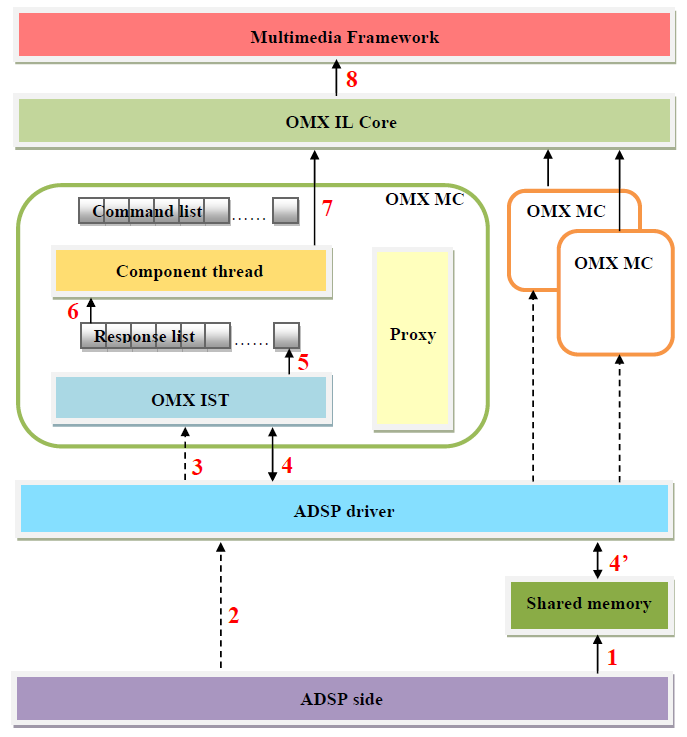 Multimedia Framework
8
OMX IL Core
OMX MC
Command list
......
7
OMX MC
OMX MC
Component thread
6
Response list
......
Proxy
5
OMX IST
3
4
ADSP driver
4’
Shared memory
2
1
ADSP side